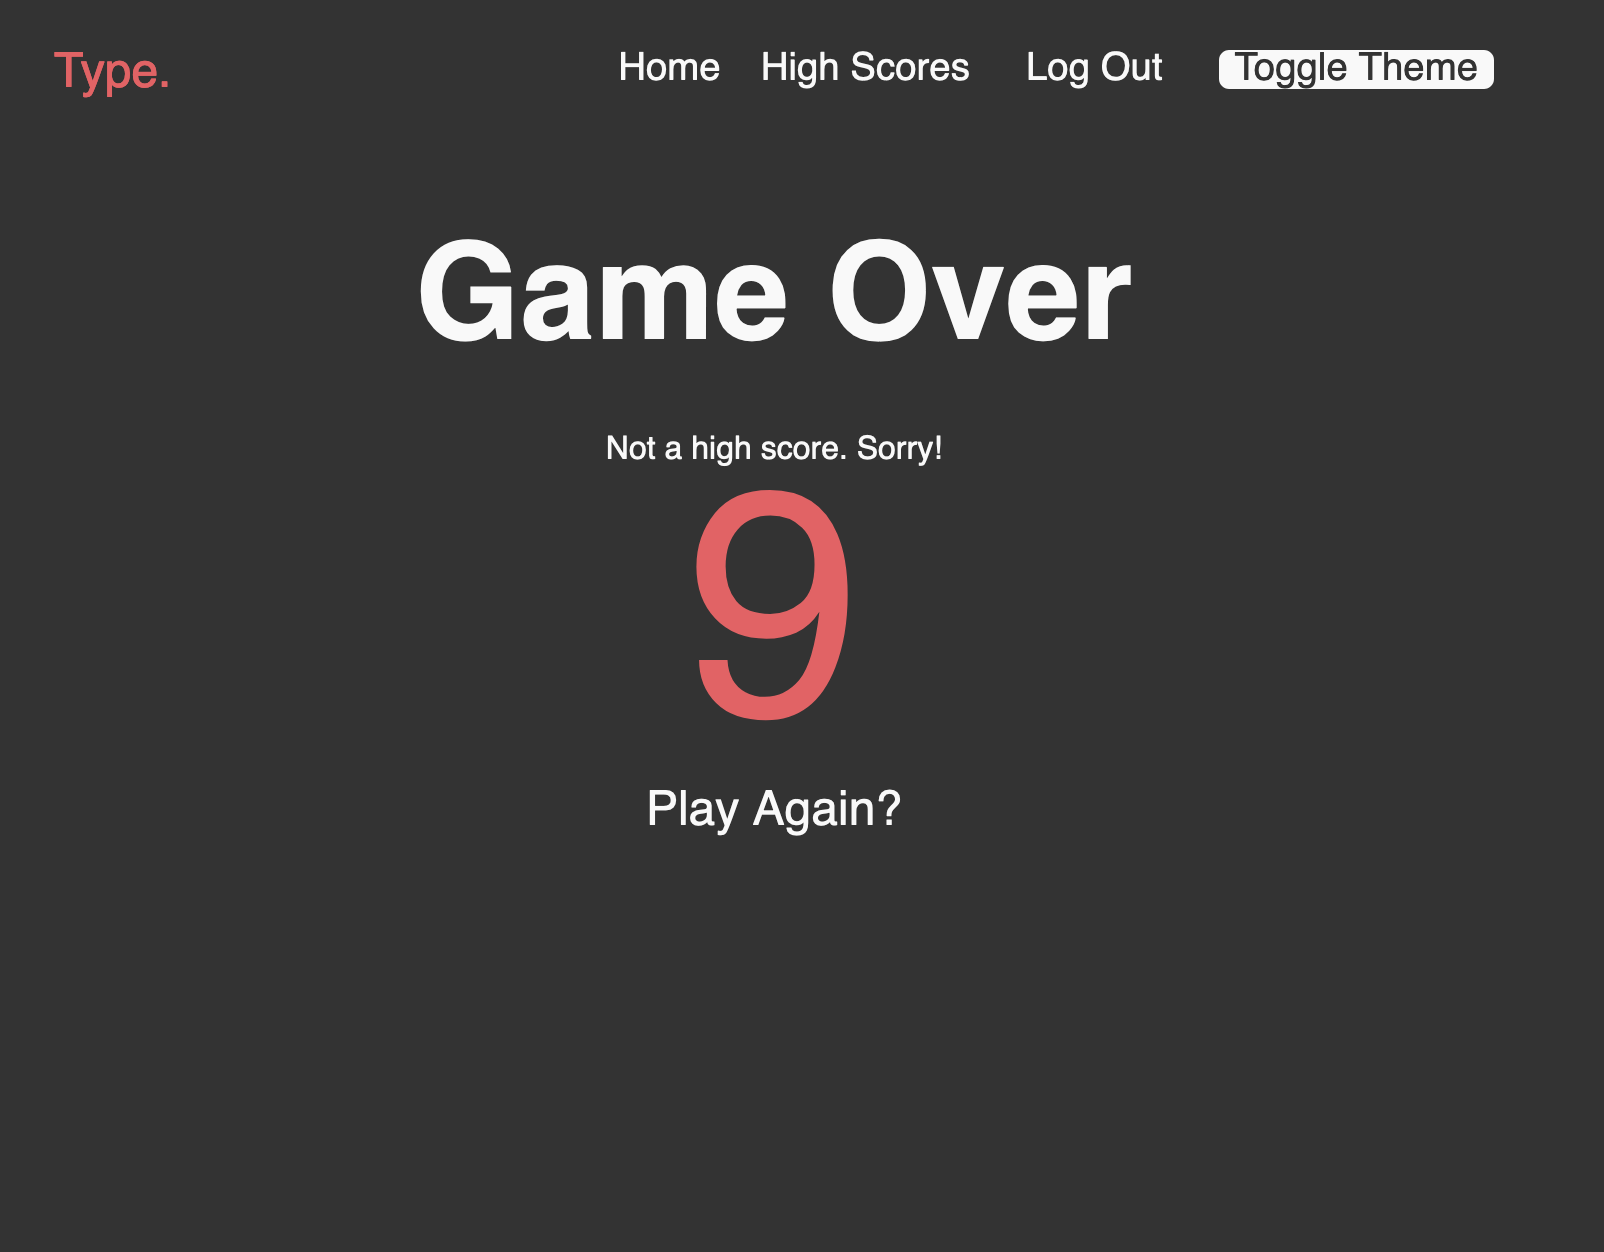 Type.
Home High Scores Log Out Toggle Theme
Game Over
Not a high score. Sorry!
9
Play Again?